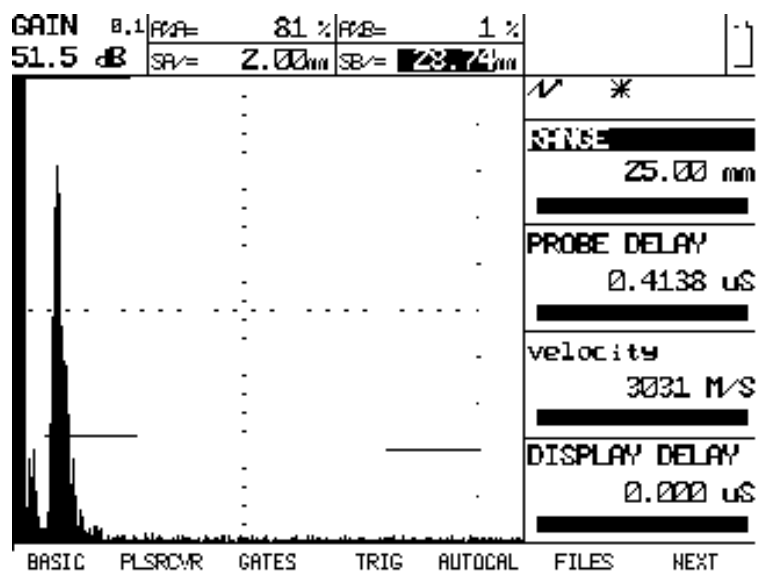 GAIN 0.1 A%A= 81 % A%B= 1 %
51.5 dB SA/= 2.00mm SB/= 28.74mm
RANGE
25.00 mm
PROBE DELAY
0.4138 uS
velocity
3031 M/S
DISPLAY DELAY
0.000 uS
BASIC PLSRCVR GATES TRIG AUTOCAL FILES NEXT